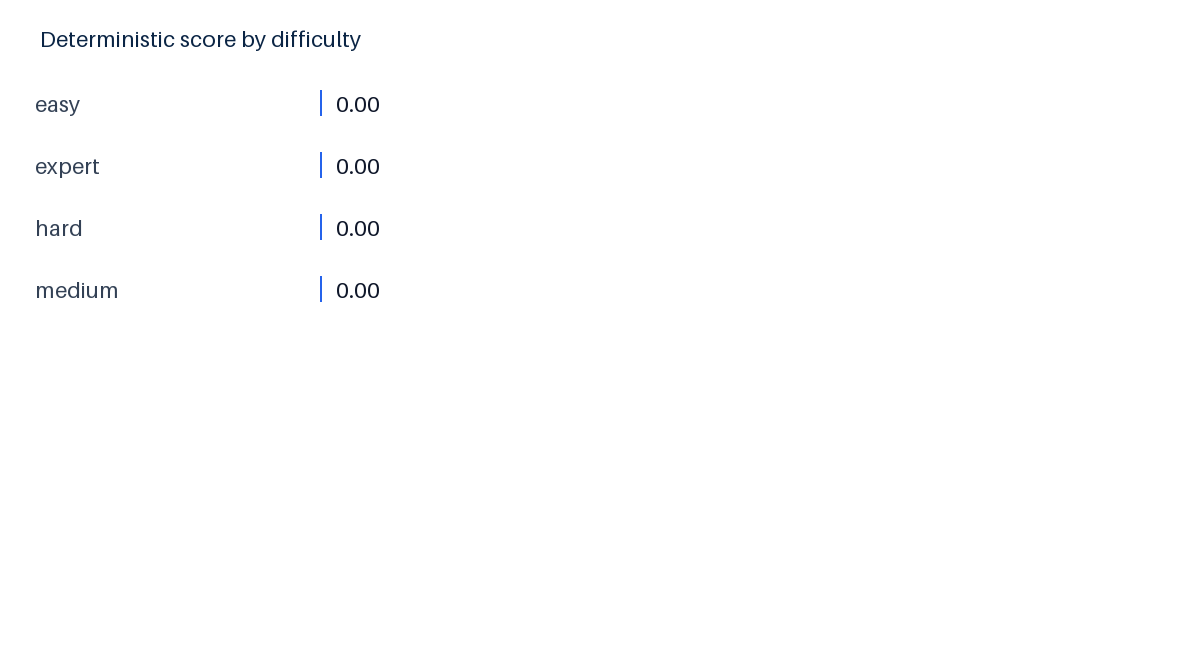 Deterministic score by difficulty
easy 0.00
expert 0.00
hard 0.00
medium 0.00